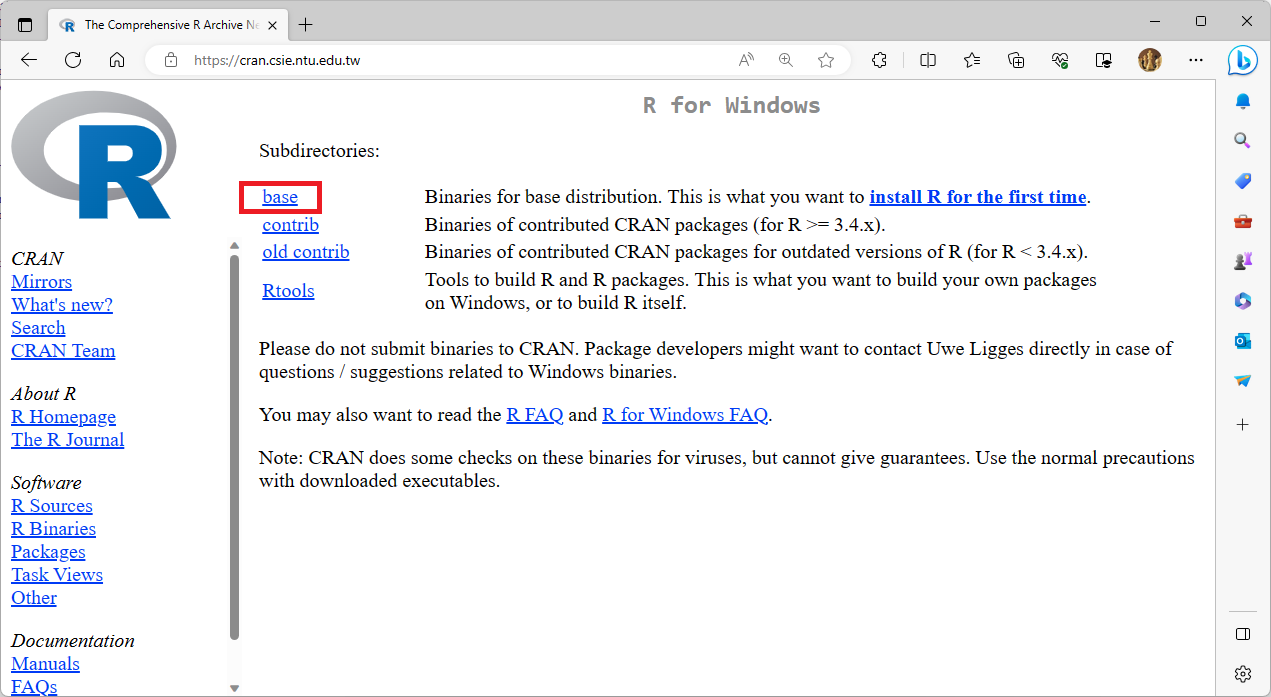 The Comprehensive R Archive Ne
https://cran.csie.ntu.edu.tw
R
R for Windows
Subdirectories:
base Binaries for base distribution. This is what you want to install R for the first time.
contrib Binaries of contributed CRAN packages (for R >= 3.4.x).
old contrib Binaries of contributed CRAN packages for outdated versions of R (for R < 3.4.x).
Rtools Tools to build R and R packages. This is what you want to build your own packages
on Windows, or to build R itself.
Please do not submit binaries to CRAN. Package developers might want to contact Uwe Ligges directly in case of
questions / suggestions related to Windows binaries.
You may also want to read the R FAQ and R for Windows FAQ.
Note: CRAN does some checks on these binaries for viruses, but cannot give guarantees. Use the normal precautions
with downloaded executables.
CRAN
Mirrors
What's new?
Search
CRAN Team
About R
R Homepage
The R Journal
Software
R Sources
R Binaries
Packages
Task Views
Other
Documentation
Manuals
FAQs